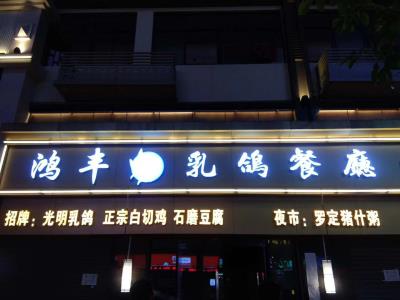 鸿丰乳鸽餐廳
招牌：光明乳鸽 正宗白切鸡 石磨豆腐 夜市：罗定猪什粥